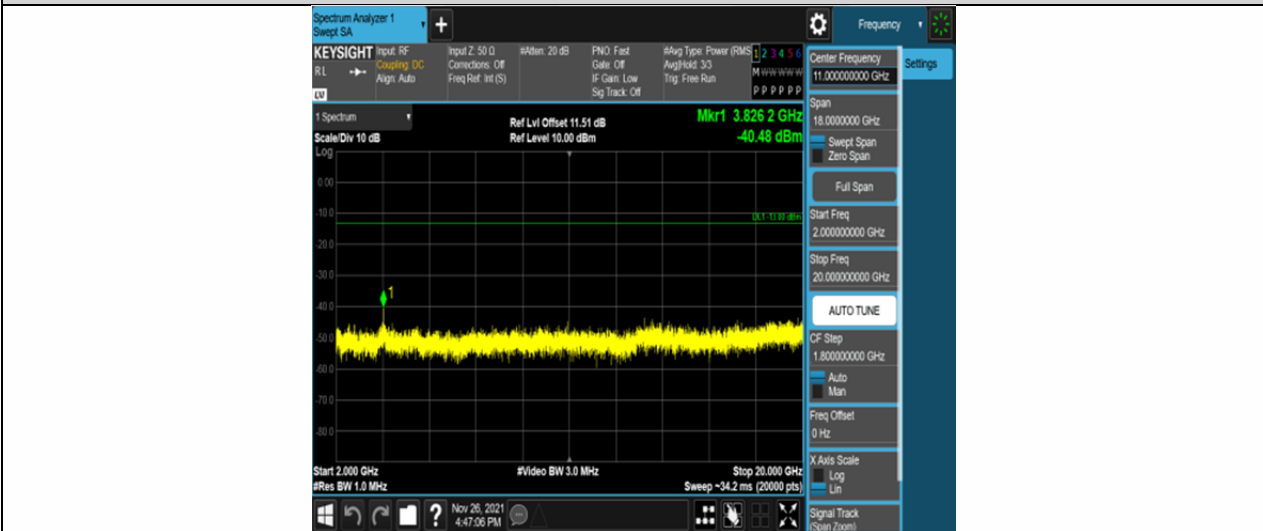 Spectrum Analyzer 1
Swept SA
+
Frequency
KEYSIGHT
RL
LV
Input: RF
Coupling: DC
Align: Auto
Input Z: 50 Ω
Corrections: Off
Freq Ref: Int (S)
#Atten: 20 dB
PNO: Fast
Gate: Off
IF Gain: Low
Sig Track: Off
#Avg Type: Power (RMS
Avg|Hold: 3/3
Trig: Free Run
1 2 3 4 5 6
M W W W W W
P P P P P P
1 Spectrum
Scale/Div 10 dB
Ref Lvl Offset 11.51 dB
Ref Level 10.00 dBm
Mkr1 3.826 2 GHz
-40.48 dBm
Log
0.00
-10.0
DL1 -13.00 dBm
-20.0
-30.0
1
-40.0
-50.0
-60.0
-70.0
-80.0
Start 2.000 GHz
#Res BW 1.0 MHz
#Video BW 3.0 MHz
Stop 20.000 GHz
Sweep ~34.2 ms (20000 pts)
Center Frequency
11.000000000 GHz
Settings
Span
18.0000000 GHz
Swept Span
Zero Span
Full Span
Start Freq
2.000000000 GHz
Stop Freq
20.000000000 GHz
AUTO TUNE
CF Step
1.800000000 GHz
Auto
Man
Freq Offset
0 Hz
X Axis Scale
Log
Lin
Signal Track
(Span Zoom)
?
Nov 26, 2021
4:47:06 PM